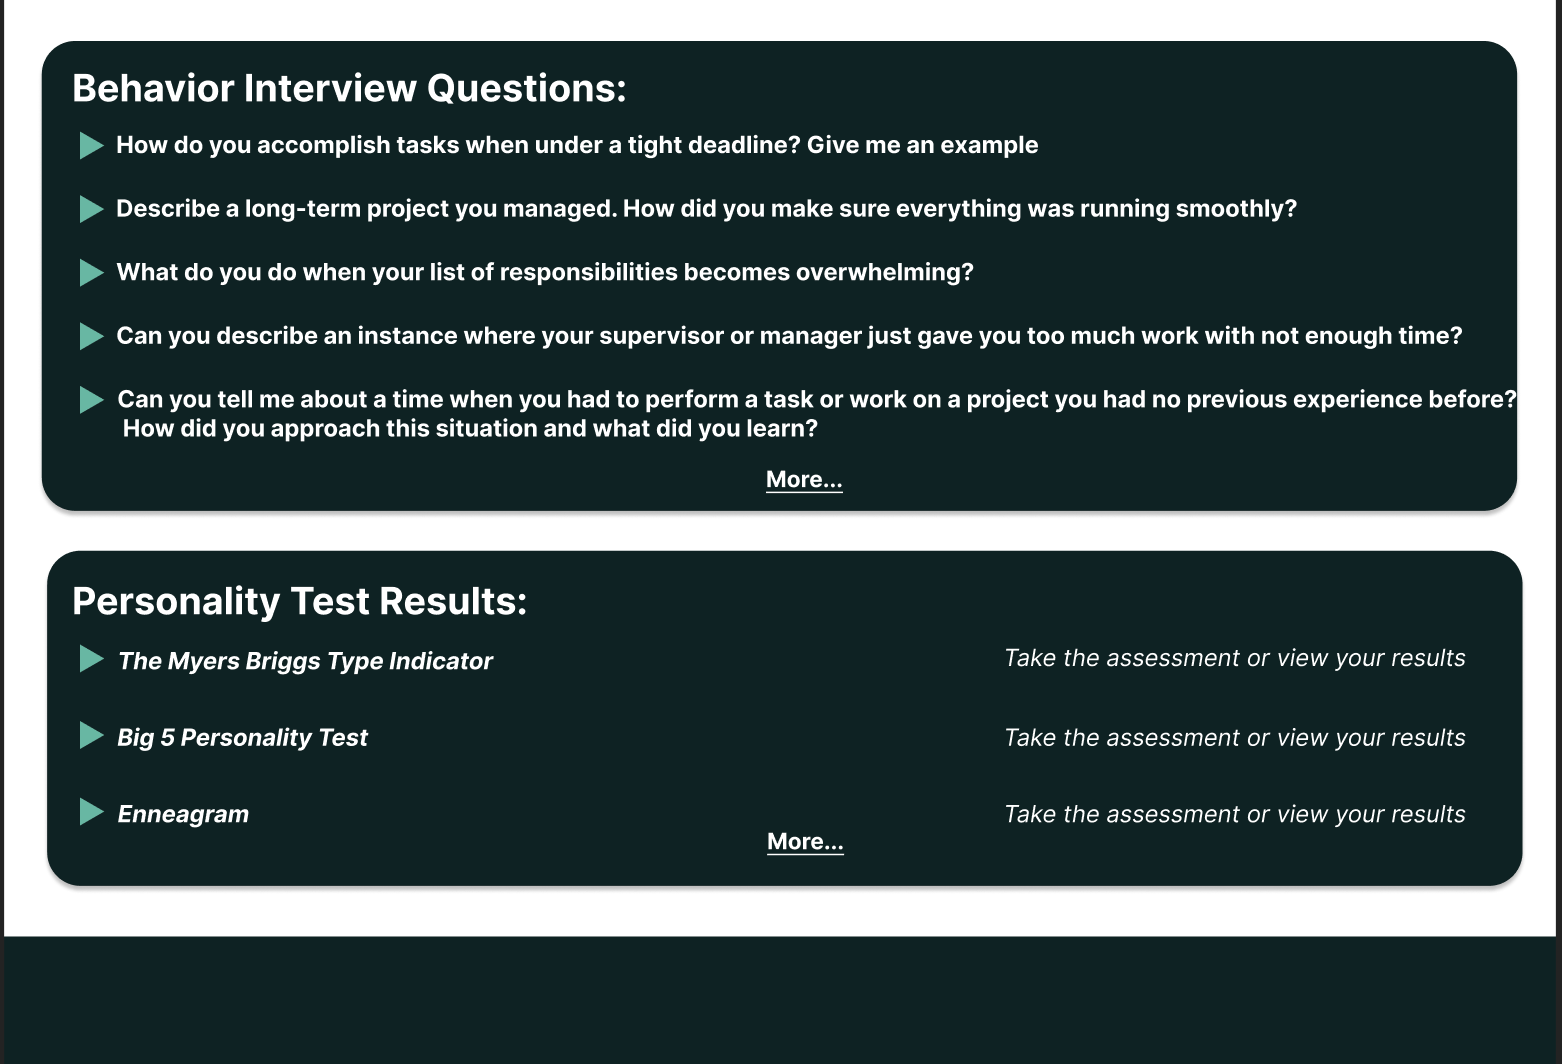 Behavior Interview Questions:
How do you accomplish tasks when under a tight deadline? Give me an example
Describe a long-term project you managed. How did you make sure everything was running smoothly?
What do you do when your list of responsibilities becomes overwhelming?
Can you describe an instance where your supervisor or manager just gave you too much work with not enough time?
Can you tell me about a time when you had to perform a task or work on a project you had no previous experience before?
How did you approach this situation and what did you learn?
More...
Personality Test Results:
The Myers Briggs Type Indicator Take the assessment or view your results
Big 5 Personality Test Take the assessment or view your results
Enneagram Take the assessment or view your results
More...